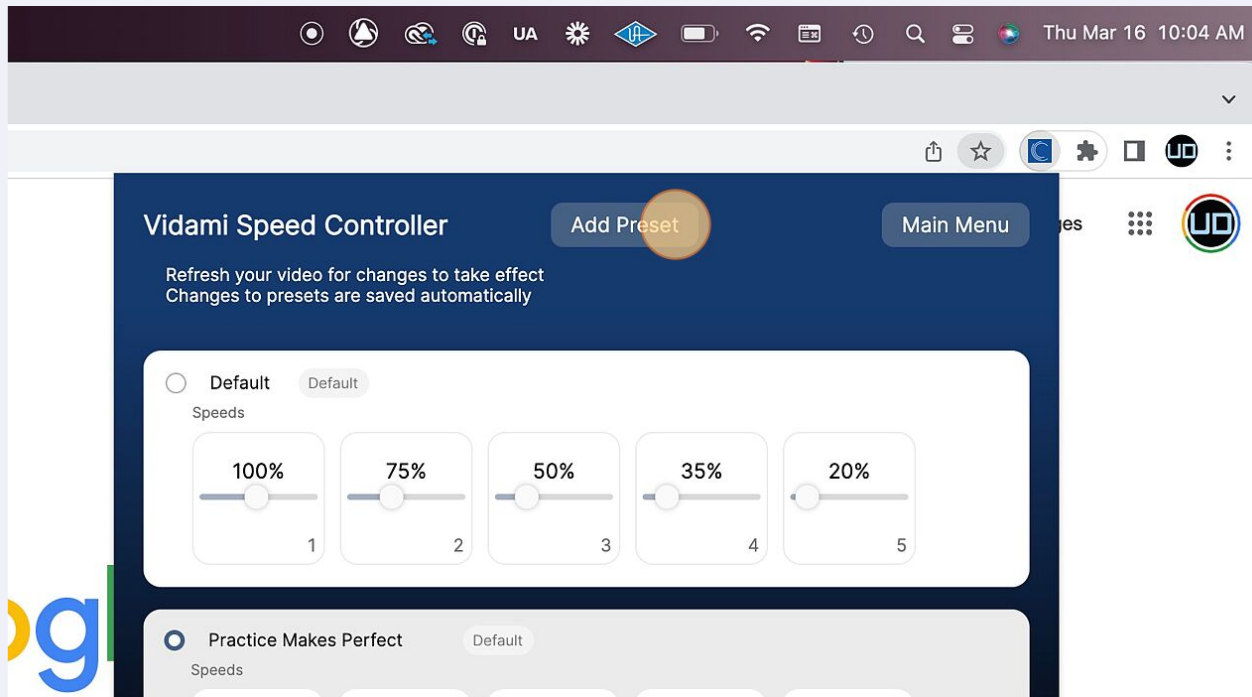 UA
Thu Mar 16 10:04 AM
UD
Vidami Speed Controller
Add Preset
Main Menu
UD
Refresh your video for changes to take effect
Changes to presets are saved automatically
Default
Default
Speeds
100%
75%
50%
35%
20%
1
2
3
4
5
Practice Makes Perfect
Default
Speeds